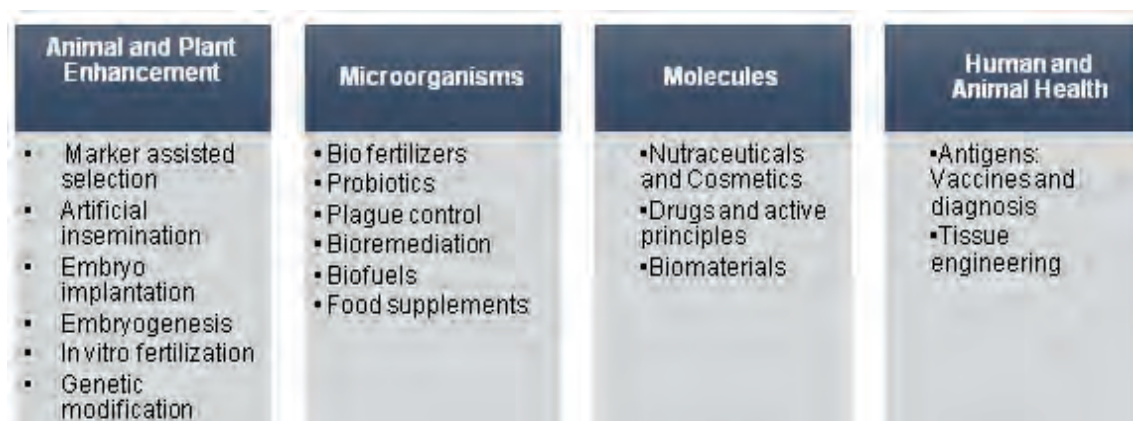 Animal and Plant
Enhancement
• Marker assisted
selection
• Artificial
insemination
• Embryo
implantation
• Embryogenesis
• In vitro fertilization
• Genetic
modification
Microorganisms
• Bio fertilizers
• Probiotics
• Plague control
• Bioremediation
• Biofuels
• Food supplements
Molecules
▪Nutraceuticals
and Cosmetics
▪Drugs and active
principles
▪Biomaterials
Human and
Animal Health
▪Antigens:
Vaccines and
diagnosis
▪Tissue
engineering